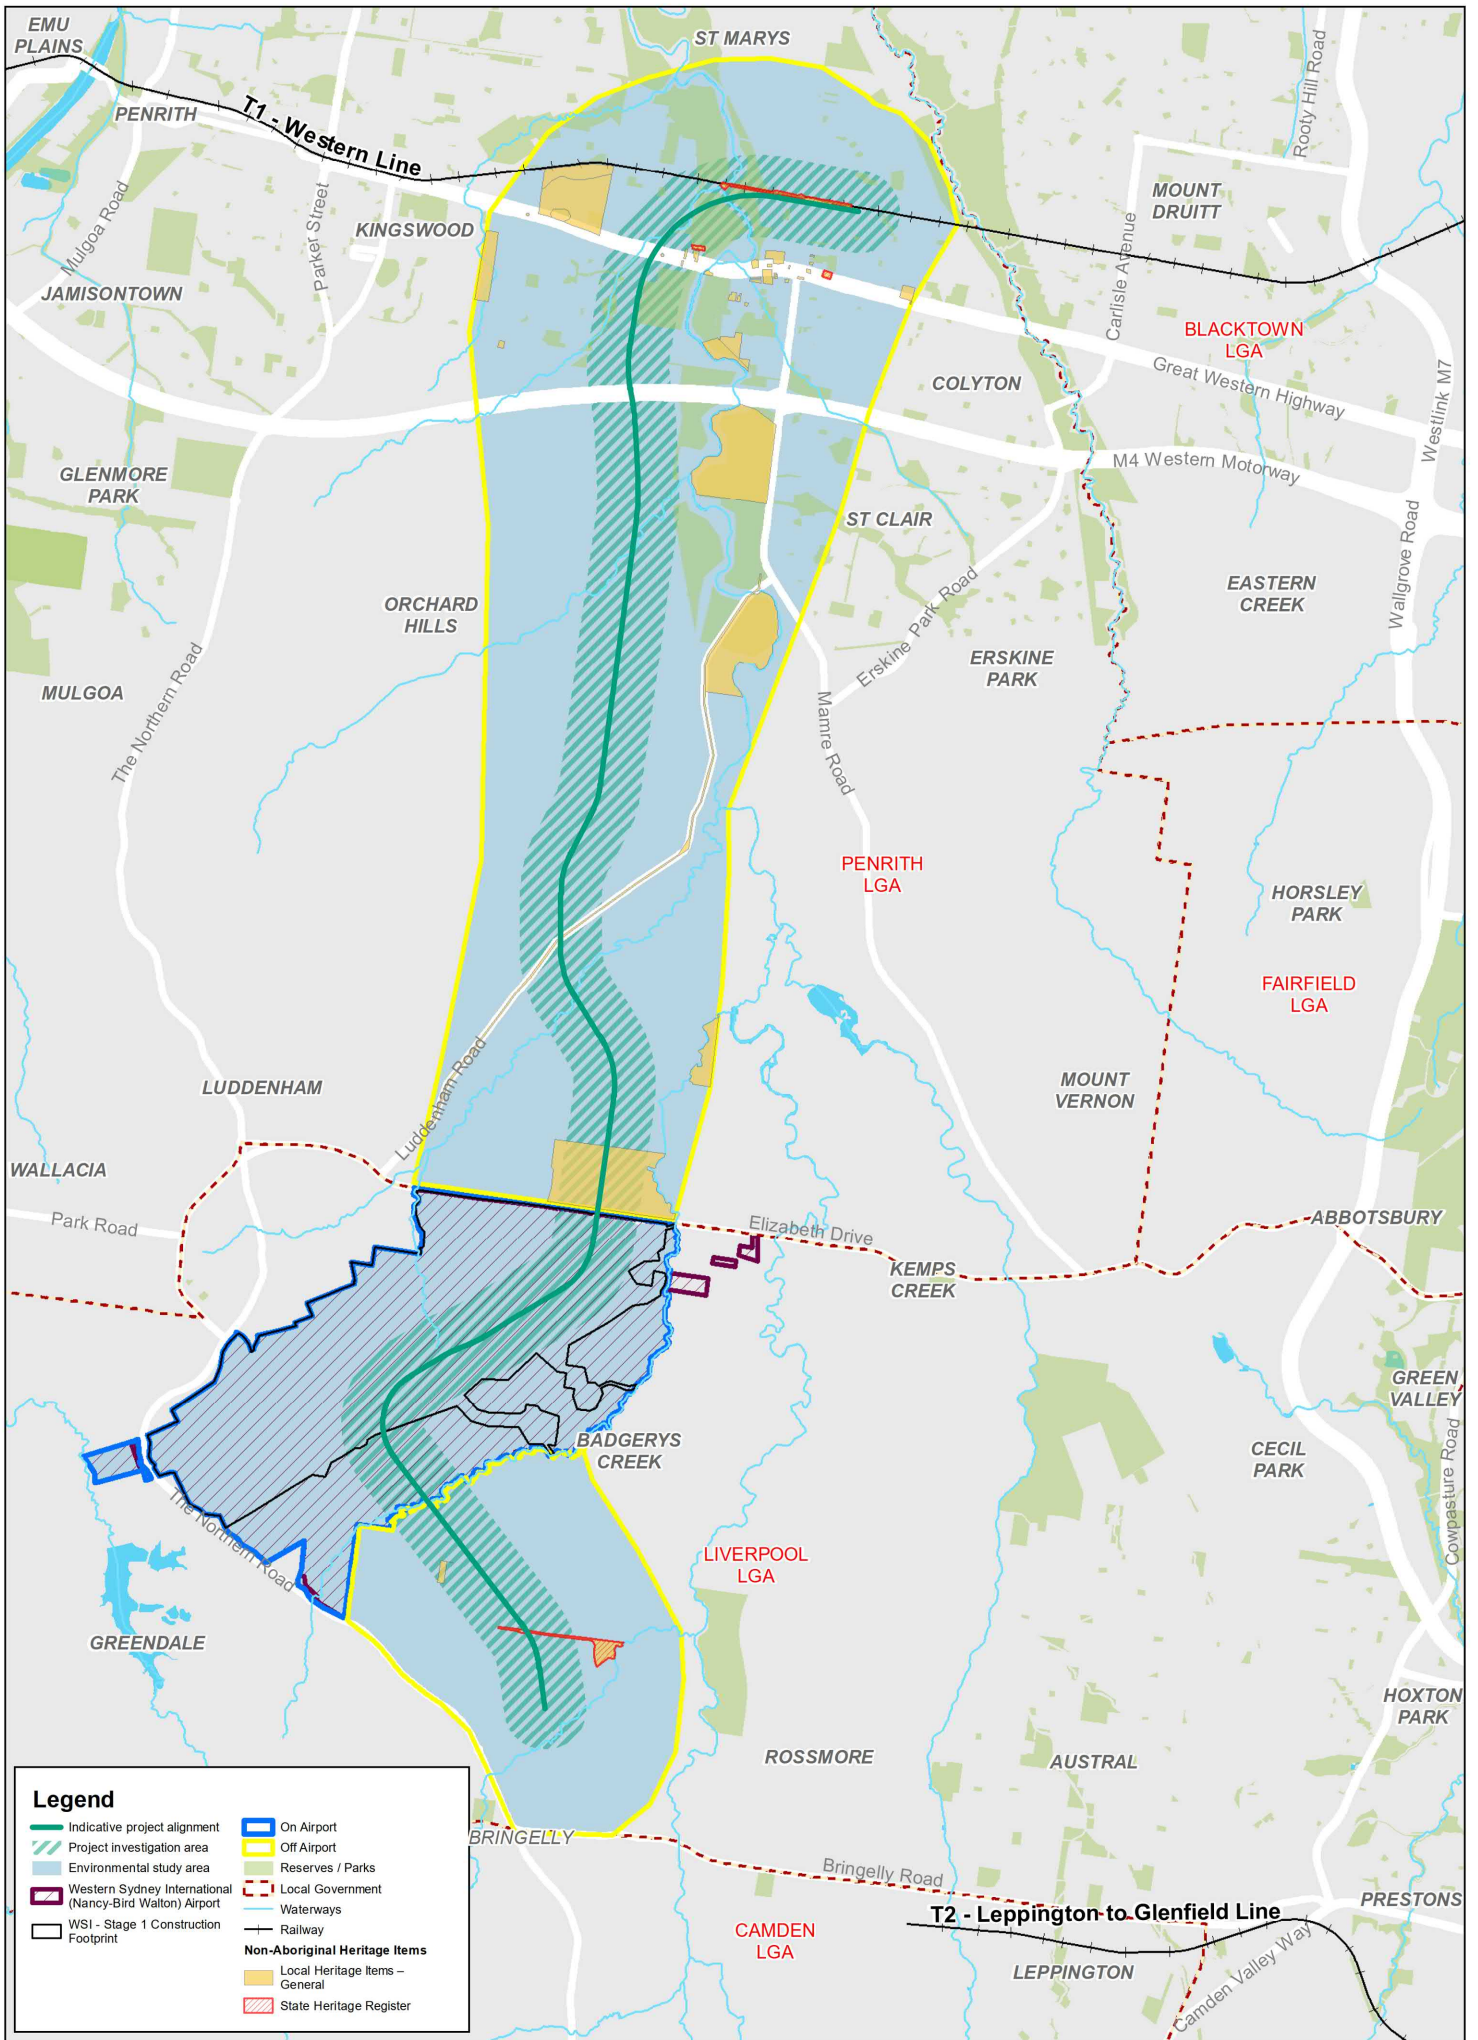 EMU
PLAINS
ST MARYS
Rooty Hill Road
PENRITH
T1 - Western Line
Mulgoa Road
Parker Street
KINGSWOOD
MOUNT
DRUITT
JAMISONTOWN
Carlisle Avenue
BLACKTOWN
LGA
COLYTON
Great Western Highway
Westlink M7
GLENMORE
PARK
M4 Western Motorway
ST CLAIR
Wallgrove Road
EASTERN
CREEK
ORCHARD
HILLS
Erskine Park Road
ERSKINE
PARK
MULGOA
The Northern Road
Mamre Road
PENRITH
LGA
HORSLEY
PARK
FAIRFIELD
LGA
Luddenham Road
LUDDENHAM
MOUNT
VERNON
WALLACIA
Park Road
Elizabeth Drive
ABBOTSBURY
KEMPS
CREEK
GREEN
VALLEY
BADGERYS
CREEK
CECIL
PARK
Cowpasture Road
The Northern Road
LIVERPOOL
LGA
GREENDALE
HOXTON
PARK
ROSSMORE
AUSTRAL
BRINGELLY
Bringelly Road
PRESTONS
T2 - Leppington to Glenfield Line
CAMDEN
LGA
LEPPINGTON
Camden Valley Way
Legend
Indicative project alignment
Project investigation area
Environmental study area
Western Sydney International
(Nancy-Bird Walton) Airport
WSI - Stage 1 Construction
Footprint
On Airport
Off Airport
Reserves / Parks
Local Government
Waterways
Railway
Non-Aboriginal Heritage Items
Local Heritage Items –
General
State Heritage Register